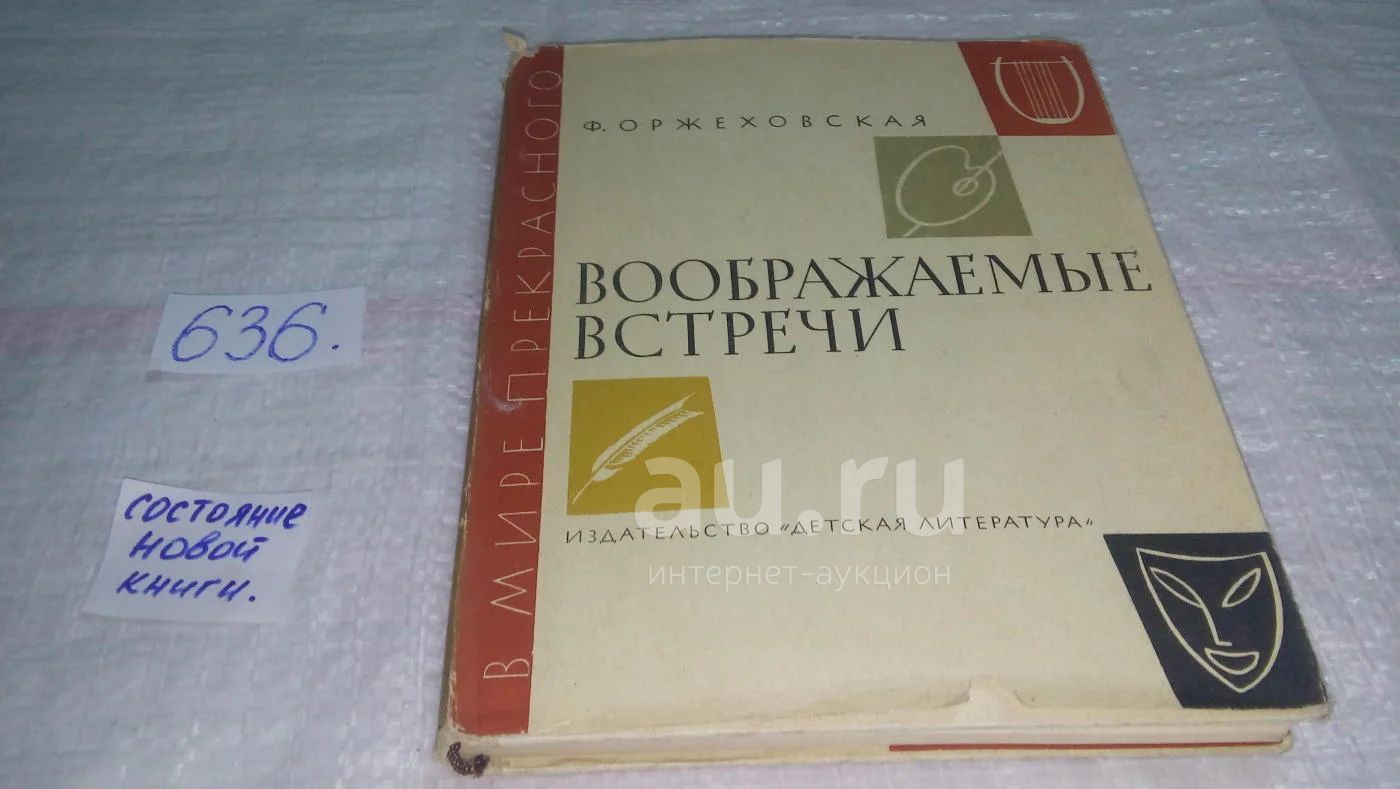 В МИРЕ ПРЕКРАСНОГО
Ф. ОРЖЕХОВСКАЯ
ВООБРАЖАЕМЫЕ
ВСТРЕЧИ
ИЗДАТЕЛЬСТВО "ДЕТСКАЯ ЛИТЕРАТУРА"
636.
состояние
новой
книги.
au.ru
интернет-аукцион